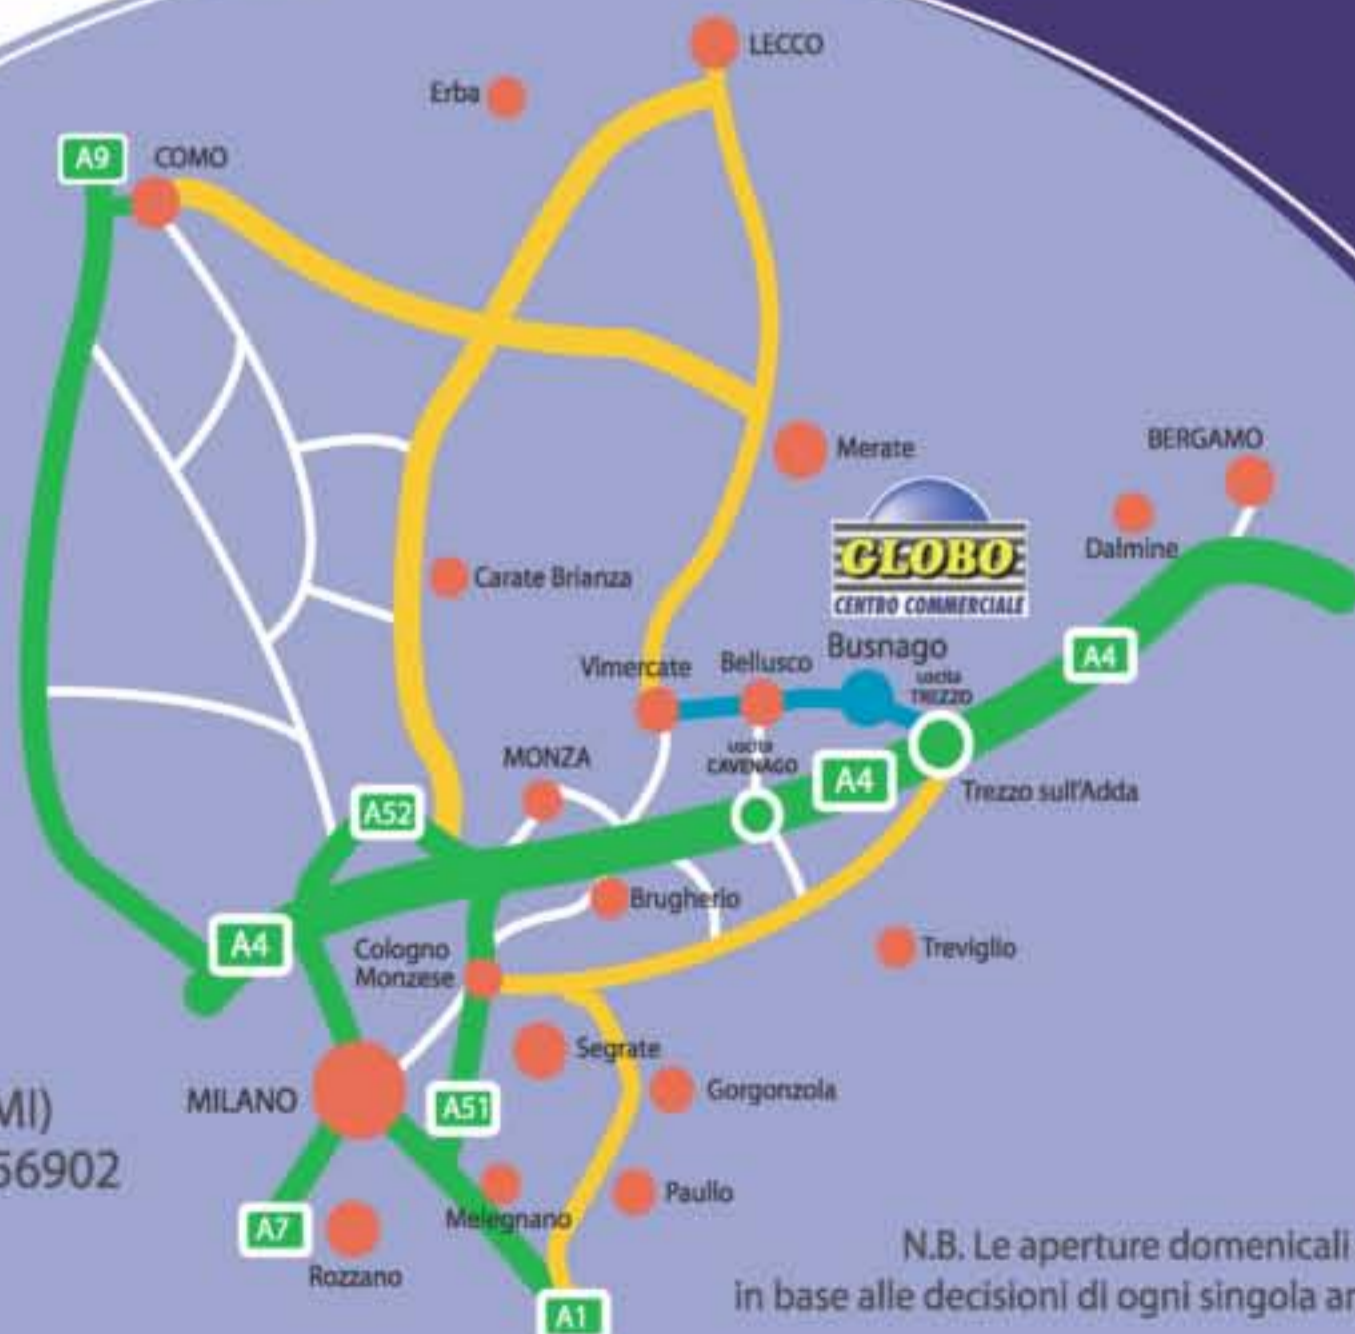 LECCO
Erba
A9
COMO
Merate
BERGAMO
Dalmine
GLOBO
CENTRO COMMERCIALE
Carate Brianza
Busnago
Vimercate
Bellusco
uscita
TREZZO
A4
MONZA
uscita
CAVENAGO
A4
Trezzo sull'Adda
A52
Brugherio
A4
Cologno
Monzese
Treviglio
Segrate
Gorgonzola
MILANO
A51
MI)
56902
Paullo
Melegnano
A7
Rozzano
A1
N.B. Le aperture domenicali
in base alle decisioni di ogni singola